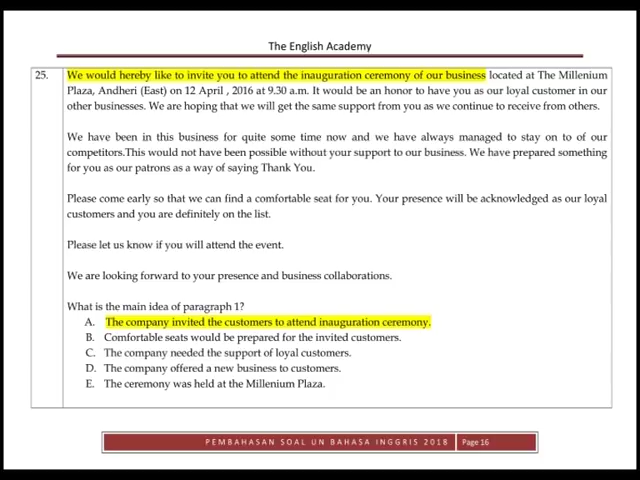 The English Academy
25. We would hereby like to invite you to attend the inauguration ceremony of our business located at The Millenium
Plaza, Andheri (East) on 12 April , 2016 at 9.30 a.m. It would be an honor to have you as our loyal customer in our
other businesses. We are hoping that we will get the same support from you as we continue to receive from others.
We have been in this business for quite some time now and we have always managed to stay on to of our
competitors.This would not have been possible without your support to our business. We have prepared something
for you as our patrons as a way of saying Thank You.
Please come early so that we can find a comfortable seat for you. Your presence will be acknowledged as our loyal
customers and you are definitely on the list.
Please let us know if you will attend the event.
We are looking forward to your presence and business collaborations.
What is the main idea of paragraph 1?
A. The company invited the customers to attend inauguration ceremony.
B. Comfortable seats would be prepared for the invited customers.
C. The company needed the support of loyal customers.
D. The company offered a new business to customers.
E. The ceremony was held at the Millenium Plaza.
PEMBAHASAN SOAL UN BAHASA INGGRIS 2018 Page 16